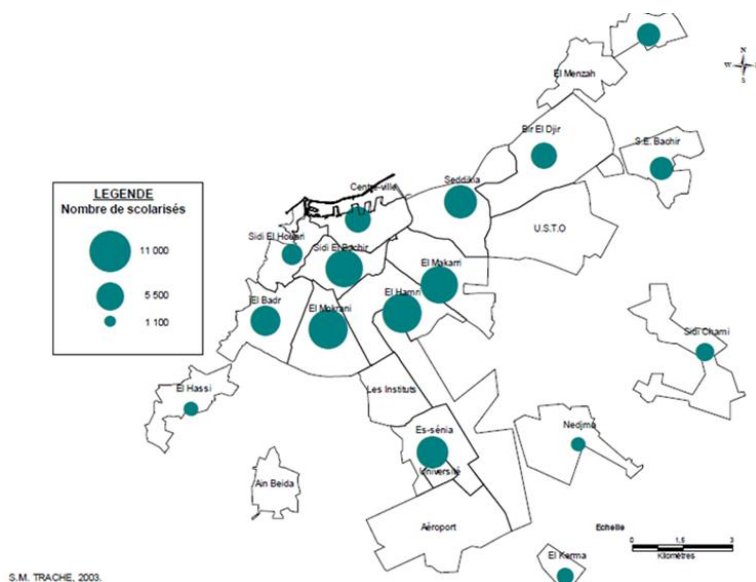 El Menzah
N
W
S
Bir El Djir
S.E. Bachir
Seddikia
Centre-ville
U.S.T.O
Sidi El Houari
Sidi El Bachir
El Makarri
El Hamri
El Badr
El Mokrani
Sidi Chami
Les Instituts
El Hassi
Es-sénia
Nedjma
Université
Ain Beida
Aéroport
El Kerma
LEGENDE
Nombre de scolarisés
11 000
5 500
1 100
Echelle
0 1,5 3
Kilomètres
S.M. TRACHE, 2003.